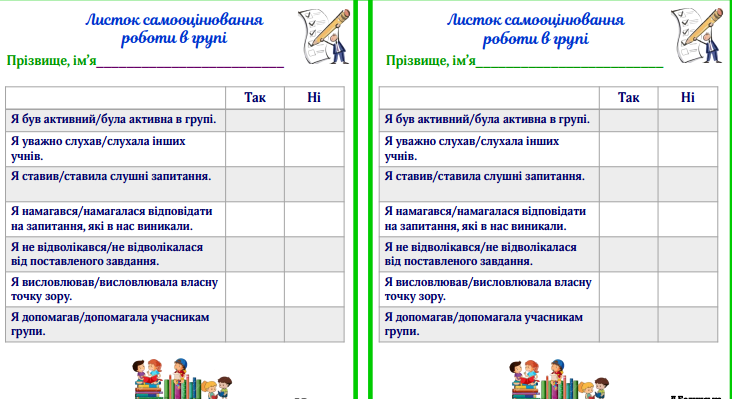 Листок самооцінювання
роботи в групі
Прізвище, ім’я
Так Ні
Я був активний/була активна в групі.
Я уважно слухав/слухала інших
учнів.
Я ставив/ставила слушні запитання.
Я намагався/намагалася відповідати
на запитання, які в нас виникали.
Я не відволікався/не відволікалася
від поставленого завдання.
Я висловлював/висловлювала власну
точку зору.
Я допомагав/допомагала учасникам
групи.
Листок самооцінювання
роботи в групі
Прізвище, ім’я
Так Ні
Я був активний/була активна в групі.
Я уважно слухав/слухала інших
учнів.
Я ставив/ставила слушні запитання.
Я намагався/намагалася відповідати
на запитання, які в нас виникали.
Я не відволікався/не відволікалася
від поставленого завдання.
Я висловлював/висловлювала власну
точку зору.
Я допомагав/допомагала учасникам
групи.